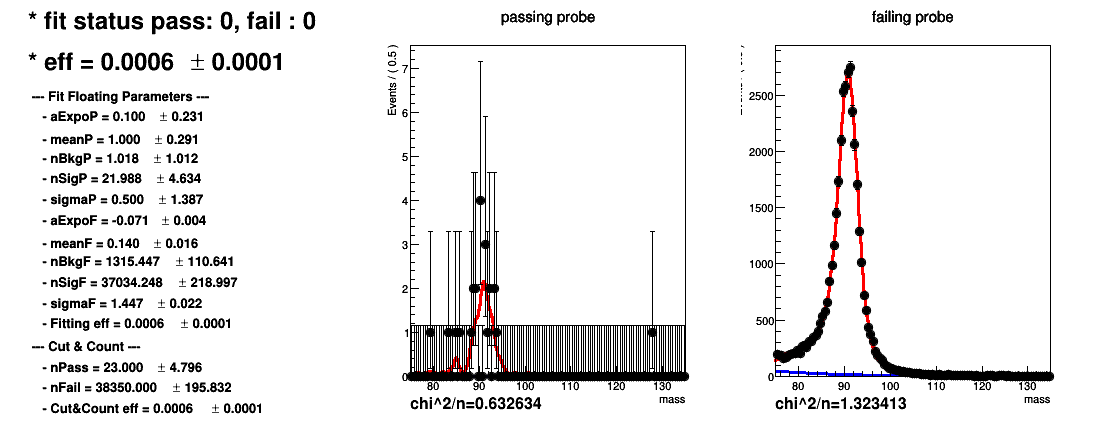 * fit status pass: 0, fail : 0
* eff = 0.0006 ± 0.0001
--- Fit Floating Parameters ---
- aExpoP = 0.100 ± 0.231
- meanP = 1.000 ± 0.291
- nBkgP = 1.018 ± 1.012
- nSigP = 21.988 ± 4.634
- sigmaP = 0.500 ± 1.387
- aExpoF = -0.071 ± 0.004
- meanF = 0.140 ± 0.016
- nBkgF = 1315.447 ± 110.641
- nSigF = 37034.248 ± 218.997
- sigmaF = 1.447 ± 0.022
- Fitting eff = 0.0006 ± 0.0001
--- Cut & Count ---
- nPass = 23.000 ± 4.796
- nFail = 38350.000 ± 195.832
- Cut&Count eff = 0.0006 ± 0.0001
passing probe
Events / ( 0.5 )
7
6
5
4
3
2
1
0
80 90 100 110 120 130
mass
chi^2/n=0.632634
failing probe
2500
2000
1500
1000
500
0
80 90 100 110 120 130
mass
chi^2/n=1.323413